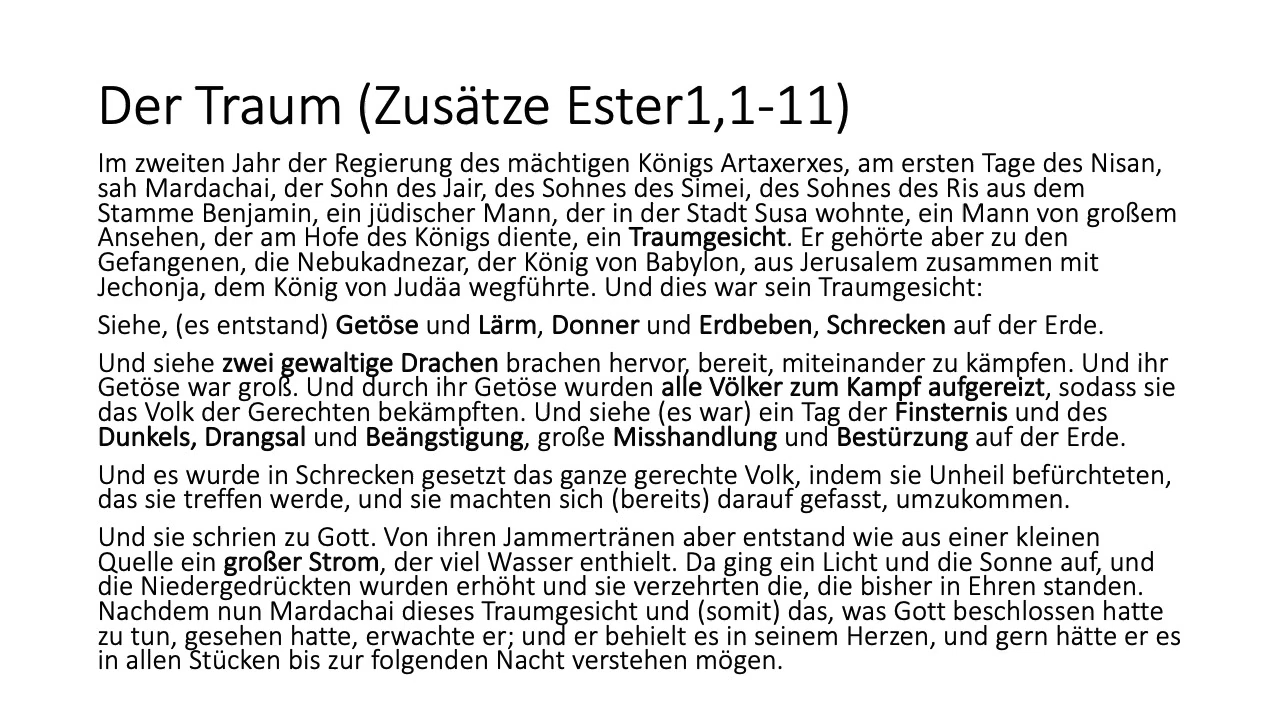 Der Traum (Zusätze Ester1,1-11)
Im zweiten Jahr der Regierung des mächtigen Königs Artaxerxes, am ersten Tage des Nisan,
sah Mardachai, der Sohn des Jair, des Sohnes des Simei, des Sohnes des Ris aus dem
Stamme Benjamin, ein jüdischer Mann, der in der Stadt Susa wohnte, ein Mann von großem
Ansehen, der am Hofe des Königs diente, ein Traumgesicht. Er gehörte aber zu den
Gefangenen, die Nebukadnezar, der König von Babylon, aus Jerusalem zusammen mit
Jechonja, dem König von Judäa wegführte. Und dies war sein Traumgesicht:
Siehe, (es entstand) Getöse und Lärm, Donner und Erdbeben, Schrecken auf der Erde.
Und siehe zwei gewaltige Drachen brachen hervor, bereit, miteinander zu kämpfen. Und ihr
Getöse war groß. Und durch ihr Getöse wurden alle Völker zum Kampf aufgereizt, sodass sie
das Volk der Gerechten bekämpften. Und siehe (es war) ein Tag der Finsternis und des
Dunkels, Drangsal und Beängstigung, große Misshandlung und Bestürzung auf der Erde.
Und es wurde in Schrecken gesetzt das ganze gerechte Volk, indem sie Unheil befürchteten,
das sie treffen werde, und sie machten sich (bereits) darauf gefasst, umzukommen.
Und sie schrien zu Gott. Von ihren Jammertränen aber entstand wie aus einer kleinen
Quelle ein großer Strom, der viel Wasser enthielt. Da ging ein Licht und die Sonne auf, und
die Niedergedrückten wurden erhöht und sie verzehrten die, die bisher in Ehren standen.
Nachdem nun Mardachai dieses Traumgesicht und (somit) das, was Gott beschlossen hatte
zu tun, gesehen hatte, erwachte er; und er behielt es in seinem Herzen, und gern hätte er es
in allen Stücken bis zur folgenden Nacht verstehen mögen.